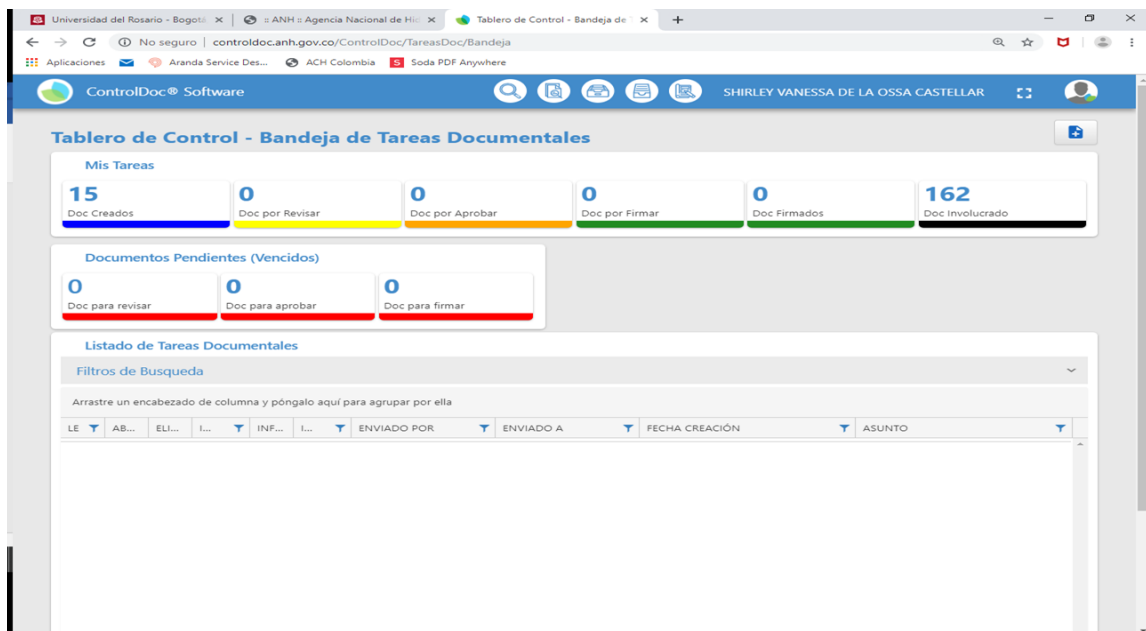 Universidad del Rosario - Bogotá
:: ANH :: Agencia Nacional de Hid
Tablero de Control - Bandeja de T
No seguro | controldoc.anh.gov.co/ControlDoc/TareasDoc/Bandeja
Aplicaciones Aranda Service Des... ACH Colombia S Soda PDF Anywhere
ControlDoc® Software SHIRLEY VANESSA DE LA OSSA CASTELLAR
Tablero de Control - Bandeja de Tareas Documentales
Mis Tareas
15 0 0 0 0 162
Doc Creados Doc por Revisar Doc por Aprobar Doc por Firmar Doc Firmados Doc Involucrado
Documentos Pendientes (Vencidos)
0 0 0
Doc para revisar Doc para aprobar Doc para firmar
Listado de Tareas Documentales
Filtros de Busqueda
Arrastre un encabezado de columna y póngalo aquí para agrupar por ella
LE AB... ELI... I... INF... I... ENVIADO POR ENVIADO A FECHA CREACIÓN ASUNTO